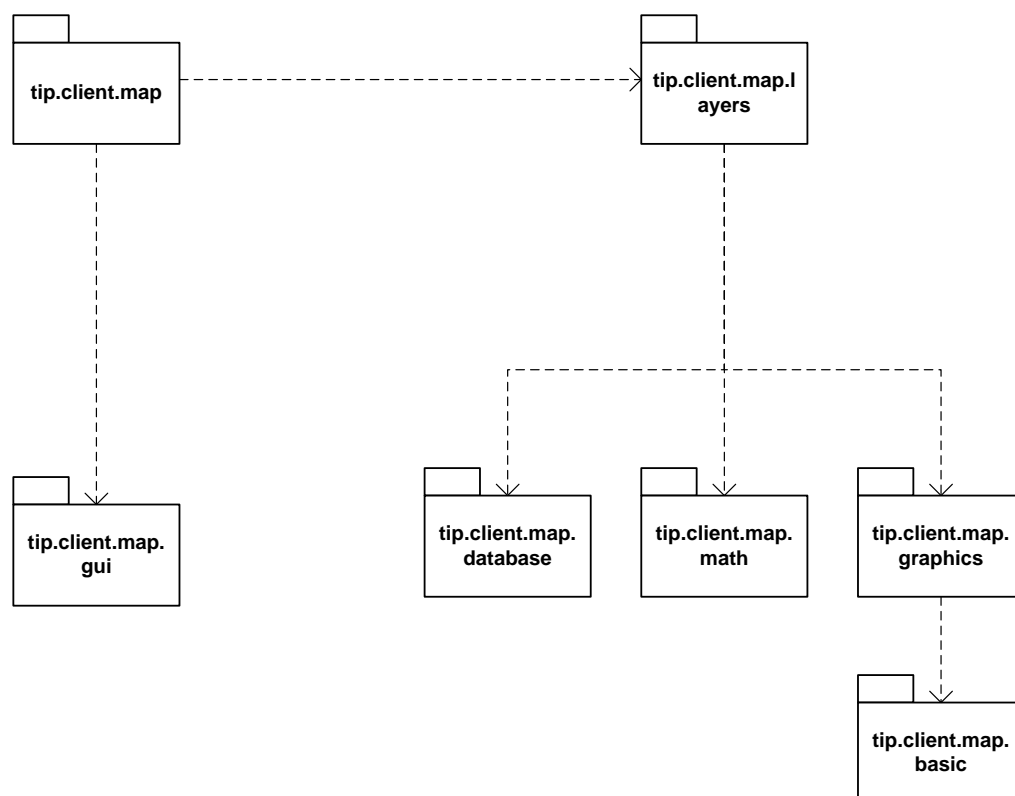 tip.client.map
tip.client.map.l
ayers
tip.client.map.
gui
tip.client.map.
database
tip.client.map.
math
tip.client.map.
graphics
tip.client.map.
basic